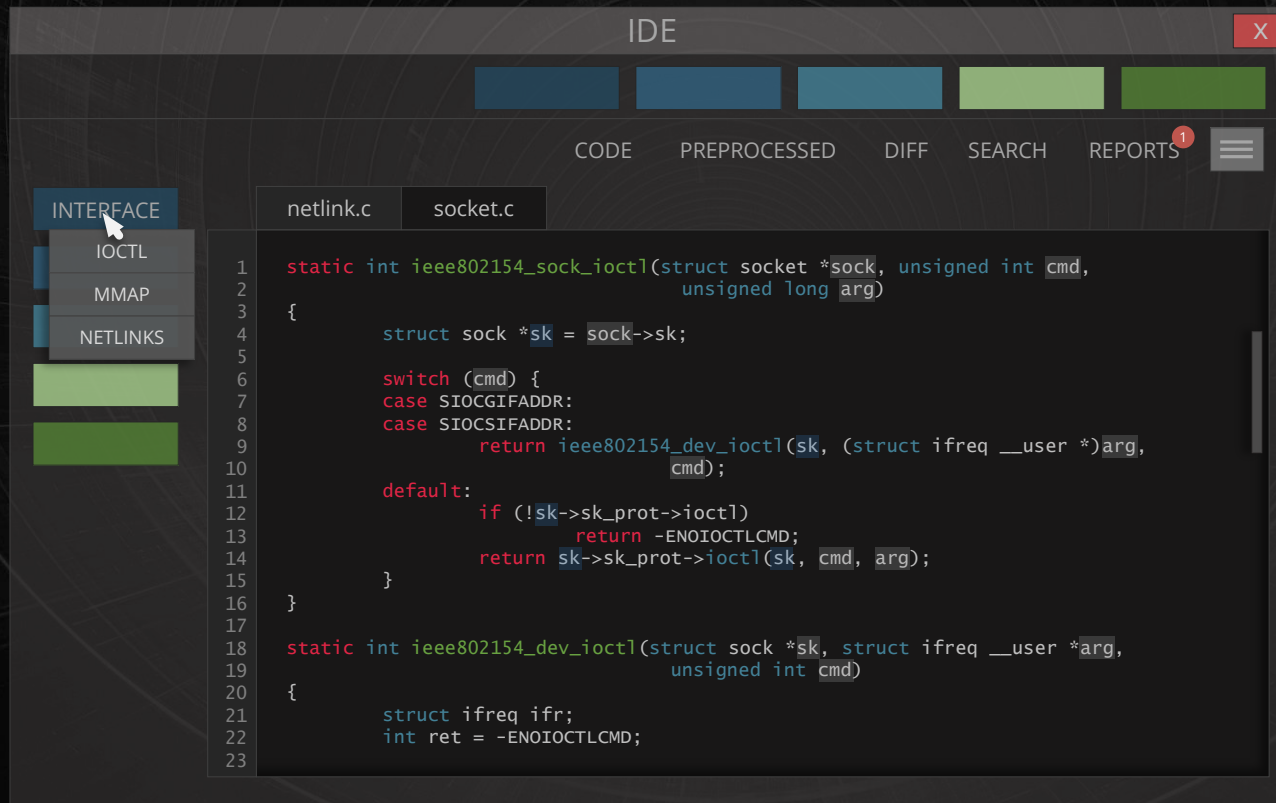 IDE
X
CODE PREPROCESSED DIFF SEARCH REPORTS 1
INTERFACE
IOCTL
MMAP
NETLINKS
netlink.c socket.c
1 static int ieee802154_sock_ioctl(struct socket *sock, unsigned int cmd,
2 unsigned long arg)
3 {
4 struct sock *sk = sock->sk;
5
6 switch (cmd) {
7 case SIOCGIFADDR:
8 case SIOCSIFADDR:
9 return ieee802154_dev_ioctl(sk, (struct ifreq __user *)arg,
10 cmd);
11 default:
12 if (!sk->sk_prot->ioctl)
13 return -ENOIOCTLCMD;
14 return sk->sk_prot->ioctl(sk, cmd, arg);
15 }
16 }
17
18 static int ieee802154_dev_ioctl(struct sock *sk, struct ifreq __user *arg,
19 unsigned int cmd)
20 {
21 struct ifreq ifr;
22 int ret = -ENOIOCTLCMD;
23